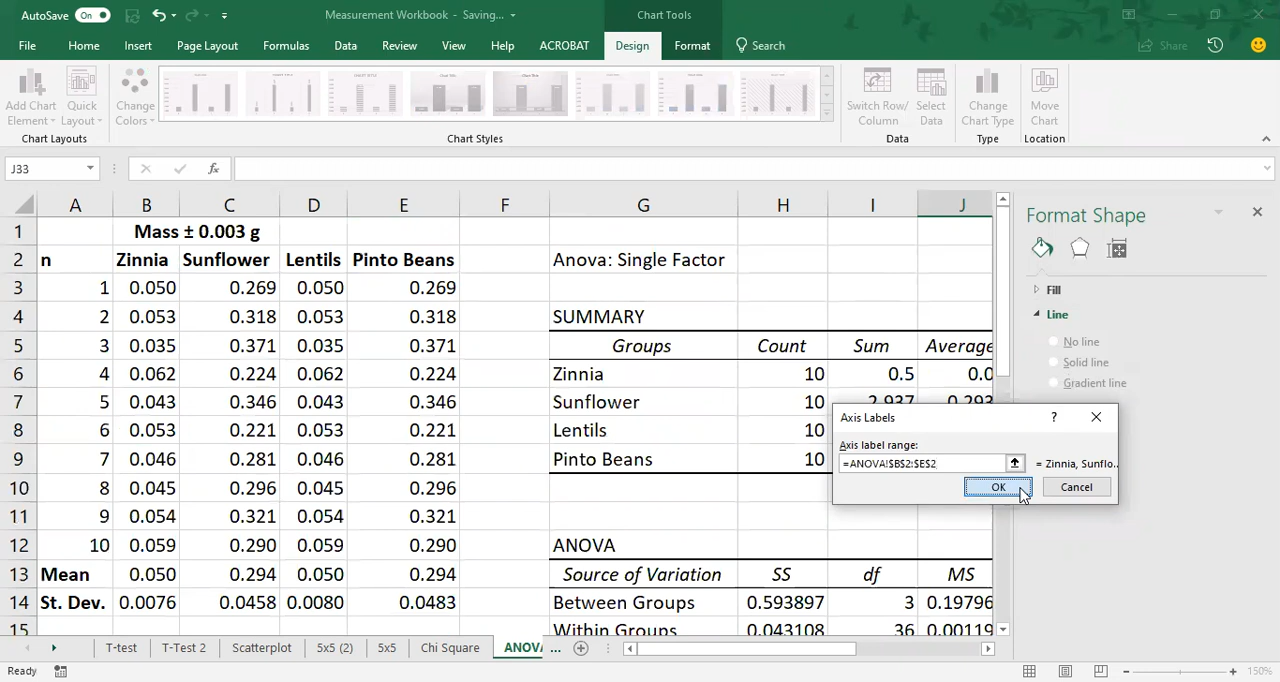 AutoSave On Measurement Workbook - Saving... Chart Tools
File Home Insert Page Layout Formulas Data Review View Help ACROBAT Design Format Search Share
Add Chart Element Quick Layout Change Colors Switch Row/ Column Select Data Change Chart Type Move Chart
Chart Layouts Chart Styles Data Type Location
J33 fx
A B C D E F G H I J
1 Mass ± 0.003 g
2 n Zinnia Sunflower Lentils Pinto Beans Anova: Single Factor
3 1 0.050 0.269 0.050 0.269
4 2 0.053 0.318 0.053 0.318 SUMMARY
5 3 0.035 0.371 0.035 0.371 Groups Count Sum Average
6 4 0.062 0.224 0.062 0.224 Zinnia 10 0.5 0.0
7 5 0.043 0.346 0.043 0.346 Sunflower 10 2.937 0.293
8 6 0.053 0.221 0.053 0.221 Lentils 10
9 7 0.046 0.281 0.046 0.281 Pinto Beans 10
10 8 0.045 0.296 0.045 0.296
11 9 0.054 0.321 0.054 0.321
12 10 0.059 0.290 0.059 0.290 ANOVA
13 Mean 0.050 0.294 0.050 0.294 Source of Variation SS df MS
14 St. Dev. 0.0076 0.0458 0.0080 0.0483 Between Groups 0.593897 3 0.19796
15 Within Groups 0.043108 36 0.00119
Format Shape
Fill
Line
No line
Solid line
Gradient line
Axis Labels ?
Axis label range:
=ANOVA!$B$2:$E$2 = Zinnia, Sunflo...
OK Cancel
T-test T-Test 2 Scatterplot 5x5 (2) 5x5 Chi Square ANOVA ...
Ready 150%